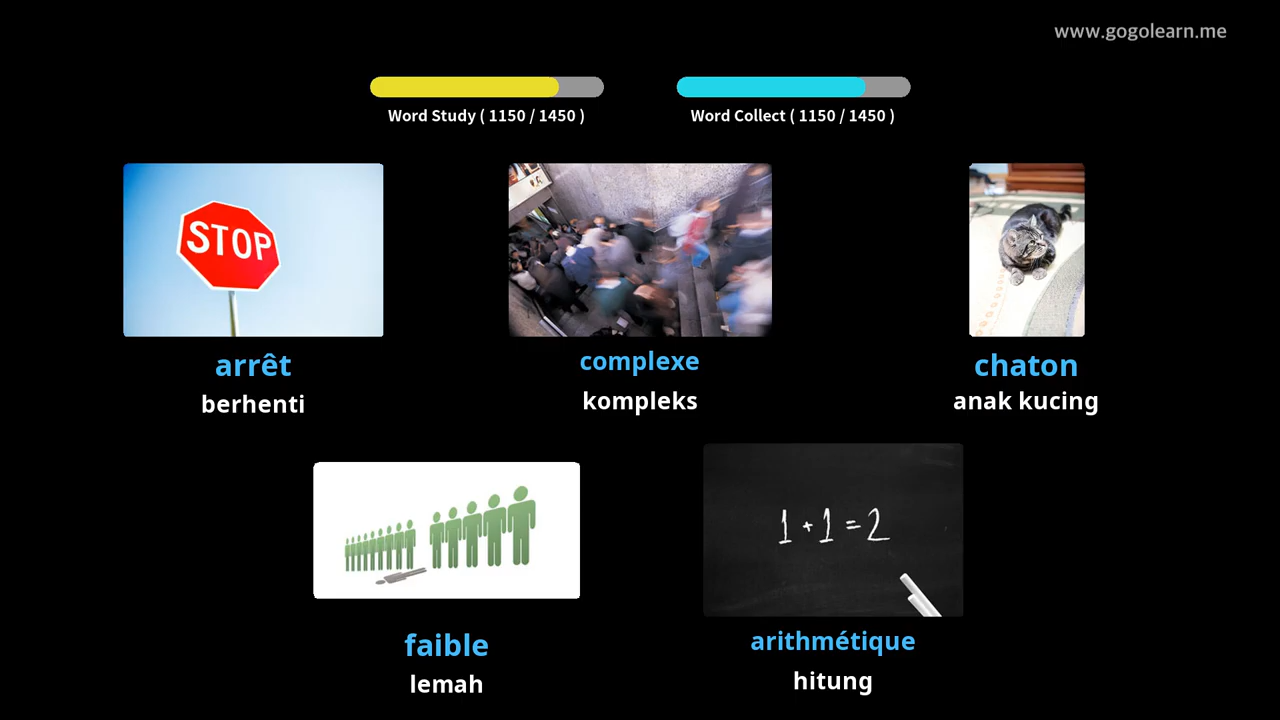 www.gogolearn.me
Word Study ( 1150 / 1450 )
Word Collect ( 1150 / 1450 )
STOP
arrêt
berhenti
complexe
kompleks
chaton
anak kucing
1 + 1 = 2
faible
lemah
arithmétique
hitung